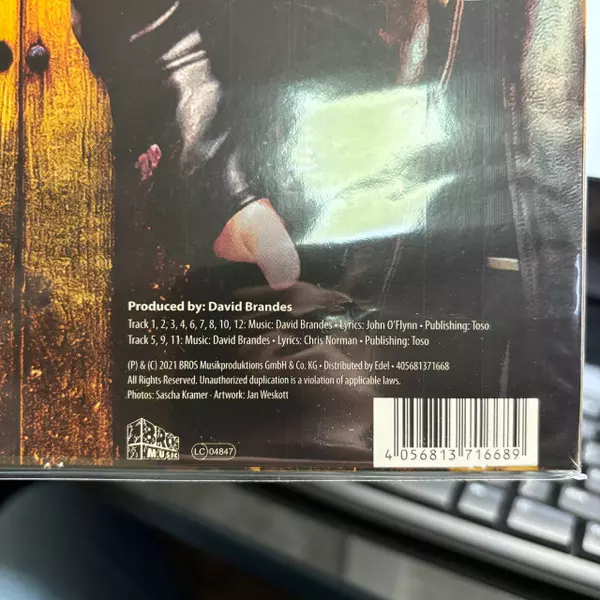 Produced by: David Brandes
Track 1, 2, 3, 4, 6, 7, 8, 10, 12: Music: David Brandes • Lyrics: John O'Flynn • Publishing: Toso
Track 5, 9, 11: Music: David Brandes • Lyrics: Chris Norman • Publishing: Toso
(P) & (C) 2021 BROS Musikproduktions GmbH & Co. KG • Distributed by Edel • 405681371668
All Rights Reserved. Unauthorized duplication is a violation of applicable laws.
Photos: Sascha Kramer · Artwork: Jan Weskott
BROS
MUSIC
LC 04847
4 056813 716689